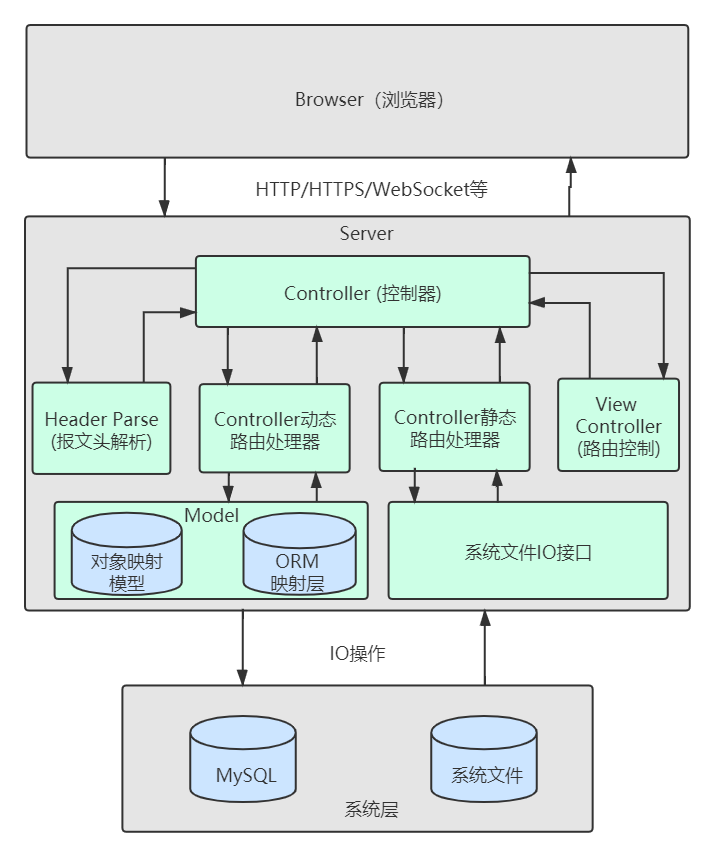 Browser（浏览器）
HTTP/HTTPS/WebSocket等
Server
Controller (控制器)
Header Parse
(报文头解析)
Controller动态
路由处理器
Controller静态
路由处理器
View
Controller
(路由控制)
Model
对象映射
模型
ORM
映射层
系统文件IO接口
IO操作
MySQL
系统文件
系统层